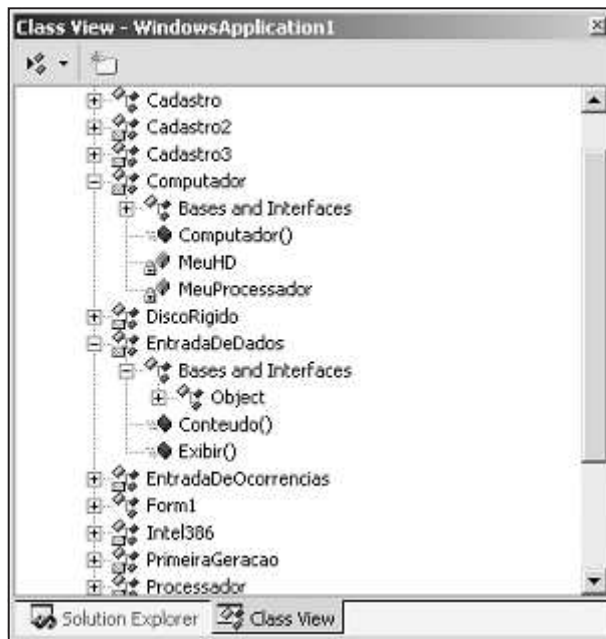 Class View - WindowsApplication1
Cadastro
Cadastro2
Cadastro3
Computador
Bases and Interfaces
Computador()
MeuHD
MeuProcessador
DiscoRigido
EntradaDeDados
Bases and Interfaces
Object
Conteudo()
Exibir()
EntradaDeOcorrencias
Form1
Intel386
PrimeiraGeracao
Processador
Solution Explorer Class View